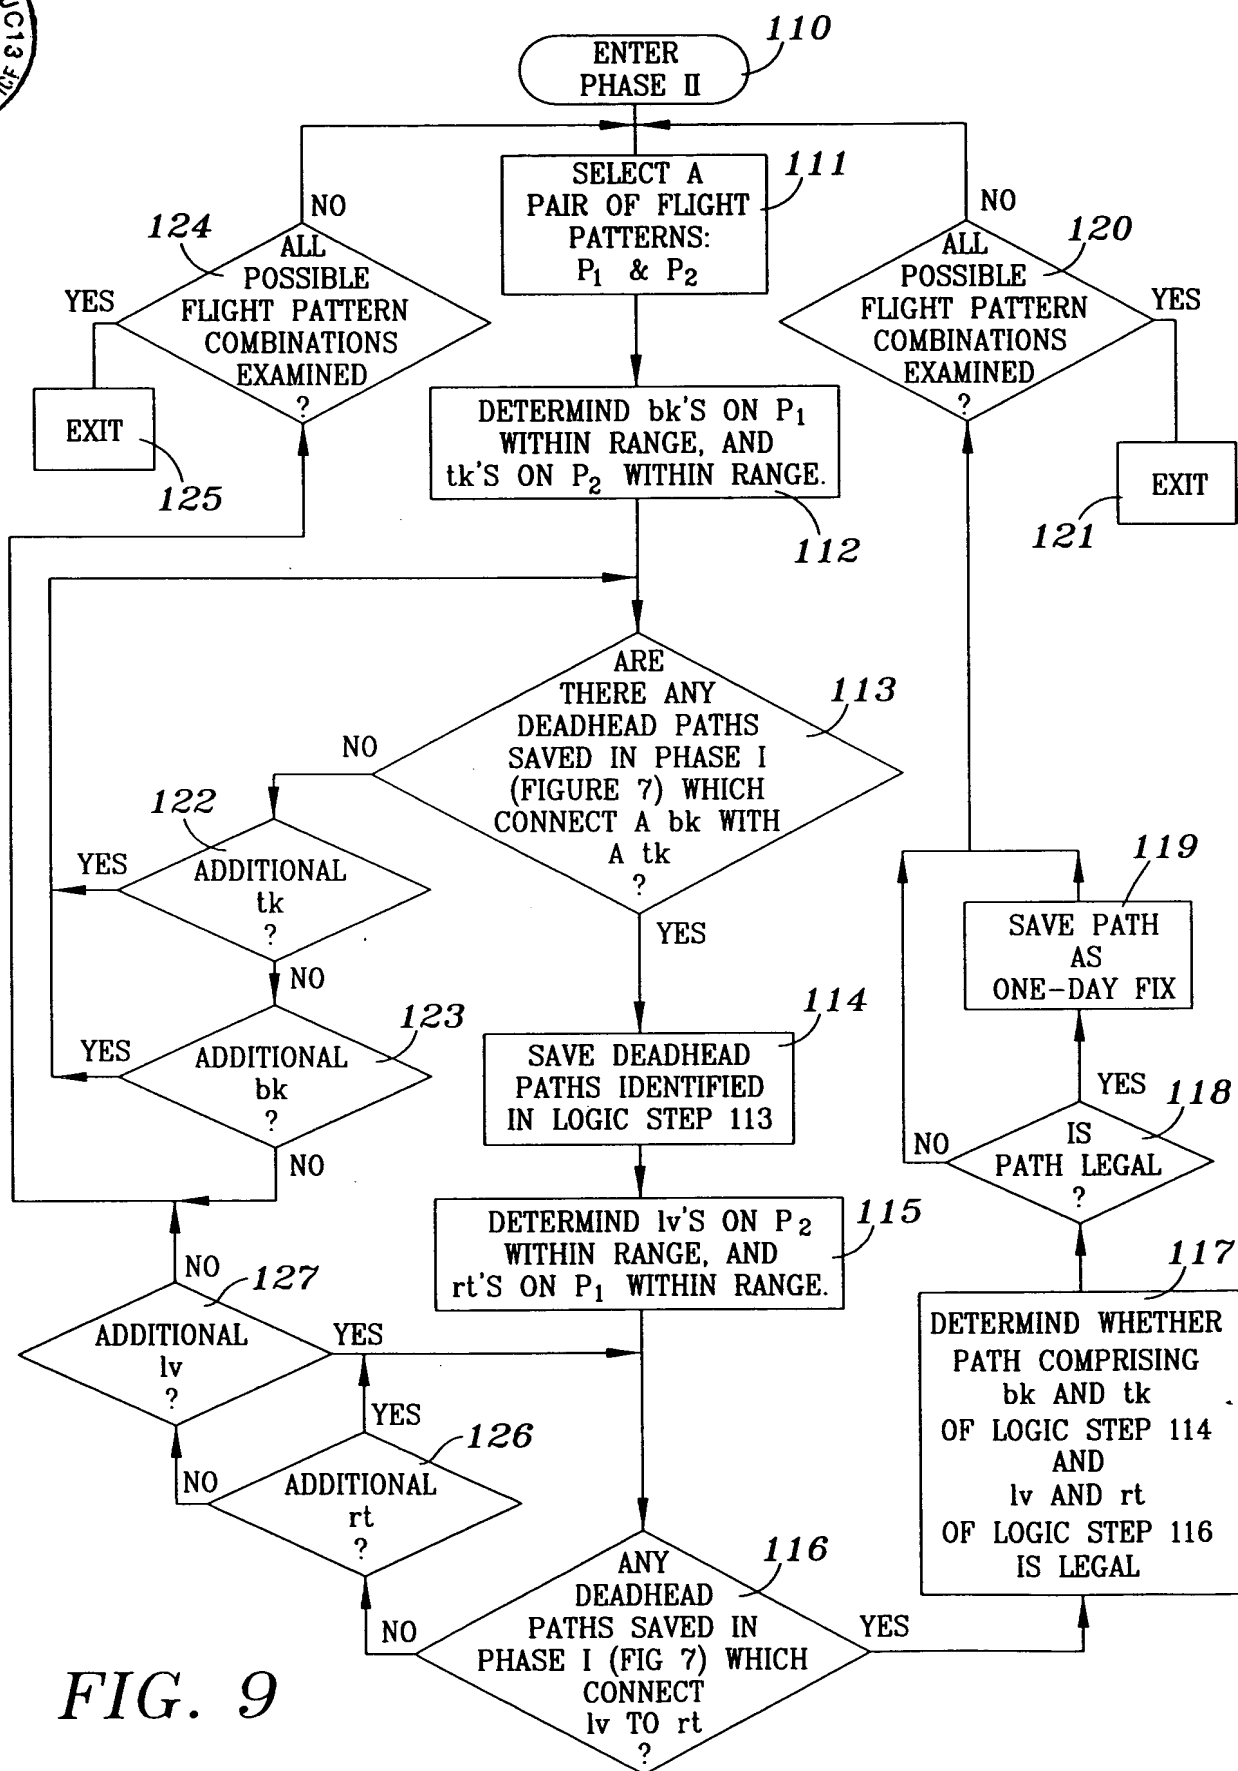 110
ENTER
PHASE II
111
SELECT A
PAIR OF FLIGHT
PATTERNS:
P1 & P2
NO
124
ALL
POSSIBLE
FLIGHT PATTERN
COMBINATIONS
EXAMINED
?
YES
EXIT
125
NO
120
ALL
POSSIBLE
FLIGHT PATTERN
COMBINATIONS
EXAMINED
?
YES
EXIT
121
DETERMIND bk'S ON P1
WITHIN RANGE, AND
tk'S ON P2 WITHIN RANGE.
112
ARE
THERE ANY
DEADHEAD PATHS
SAVED IN PHASE I
(FIGURE 7) WHICH
CONNECT A bk WITH
A tk
?
113
NO
YES
122
ADDITIONAL
tk
?
YES
NO
123
ADDITIONAL
bk
?
YES
NO
114
SAVE DEADHEAD
PATHS IDENTIFIED
IN LOGIC STEP 113
115
DETERMIND lv'S ON P2
WITHIN RANGE, AND
rt'S ON P1 WITHIN RANGE.
119
SAVE PATH
AS
ONE-DAY FIX
YES
118
IS
PATH LEGAL
?
NO
117
DETERMIND WHETHER
PATH COMPRISING
bk AND tk
OF LOGIC STEP 114
AND
lv AND rt
OF LOGIC STEP 116
IS LEGAL
NO
127
ADDITIONAL
lv
?
YES
YES
126
ADDITIONAL
rt
?
NO
116
ANY
DEADHEAD
PATHS SAVED IN
PHASE I (FIG 7) WHICH
CONNECT
lv TO rt
?
NO
YES
FIG. 9
JC13